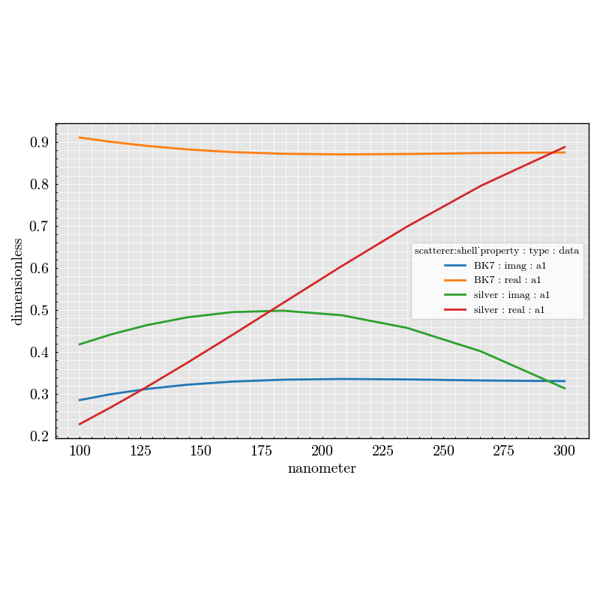 0.9
0.8
0.7
0.6
0.5
0.4
0.3
0.2
dimensionless
scatterer:shell˙property : type : data
BK7 : imag : a1
BK7 : real : a1
silver : imag : a1
silver : real : a1
100 125 150 175 200 225 250 275 300
nanometer